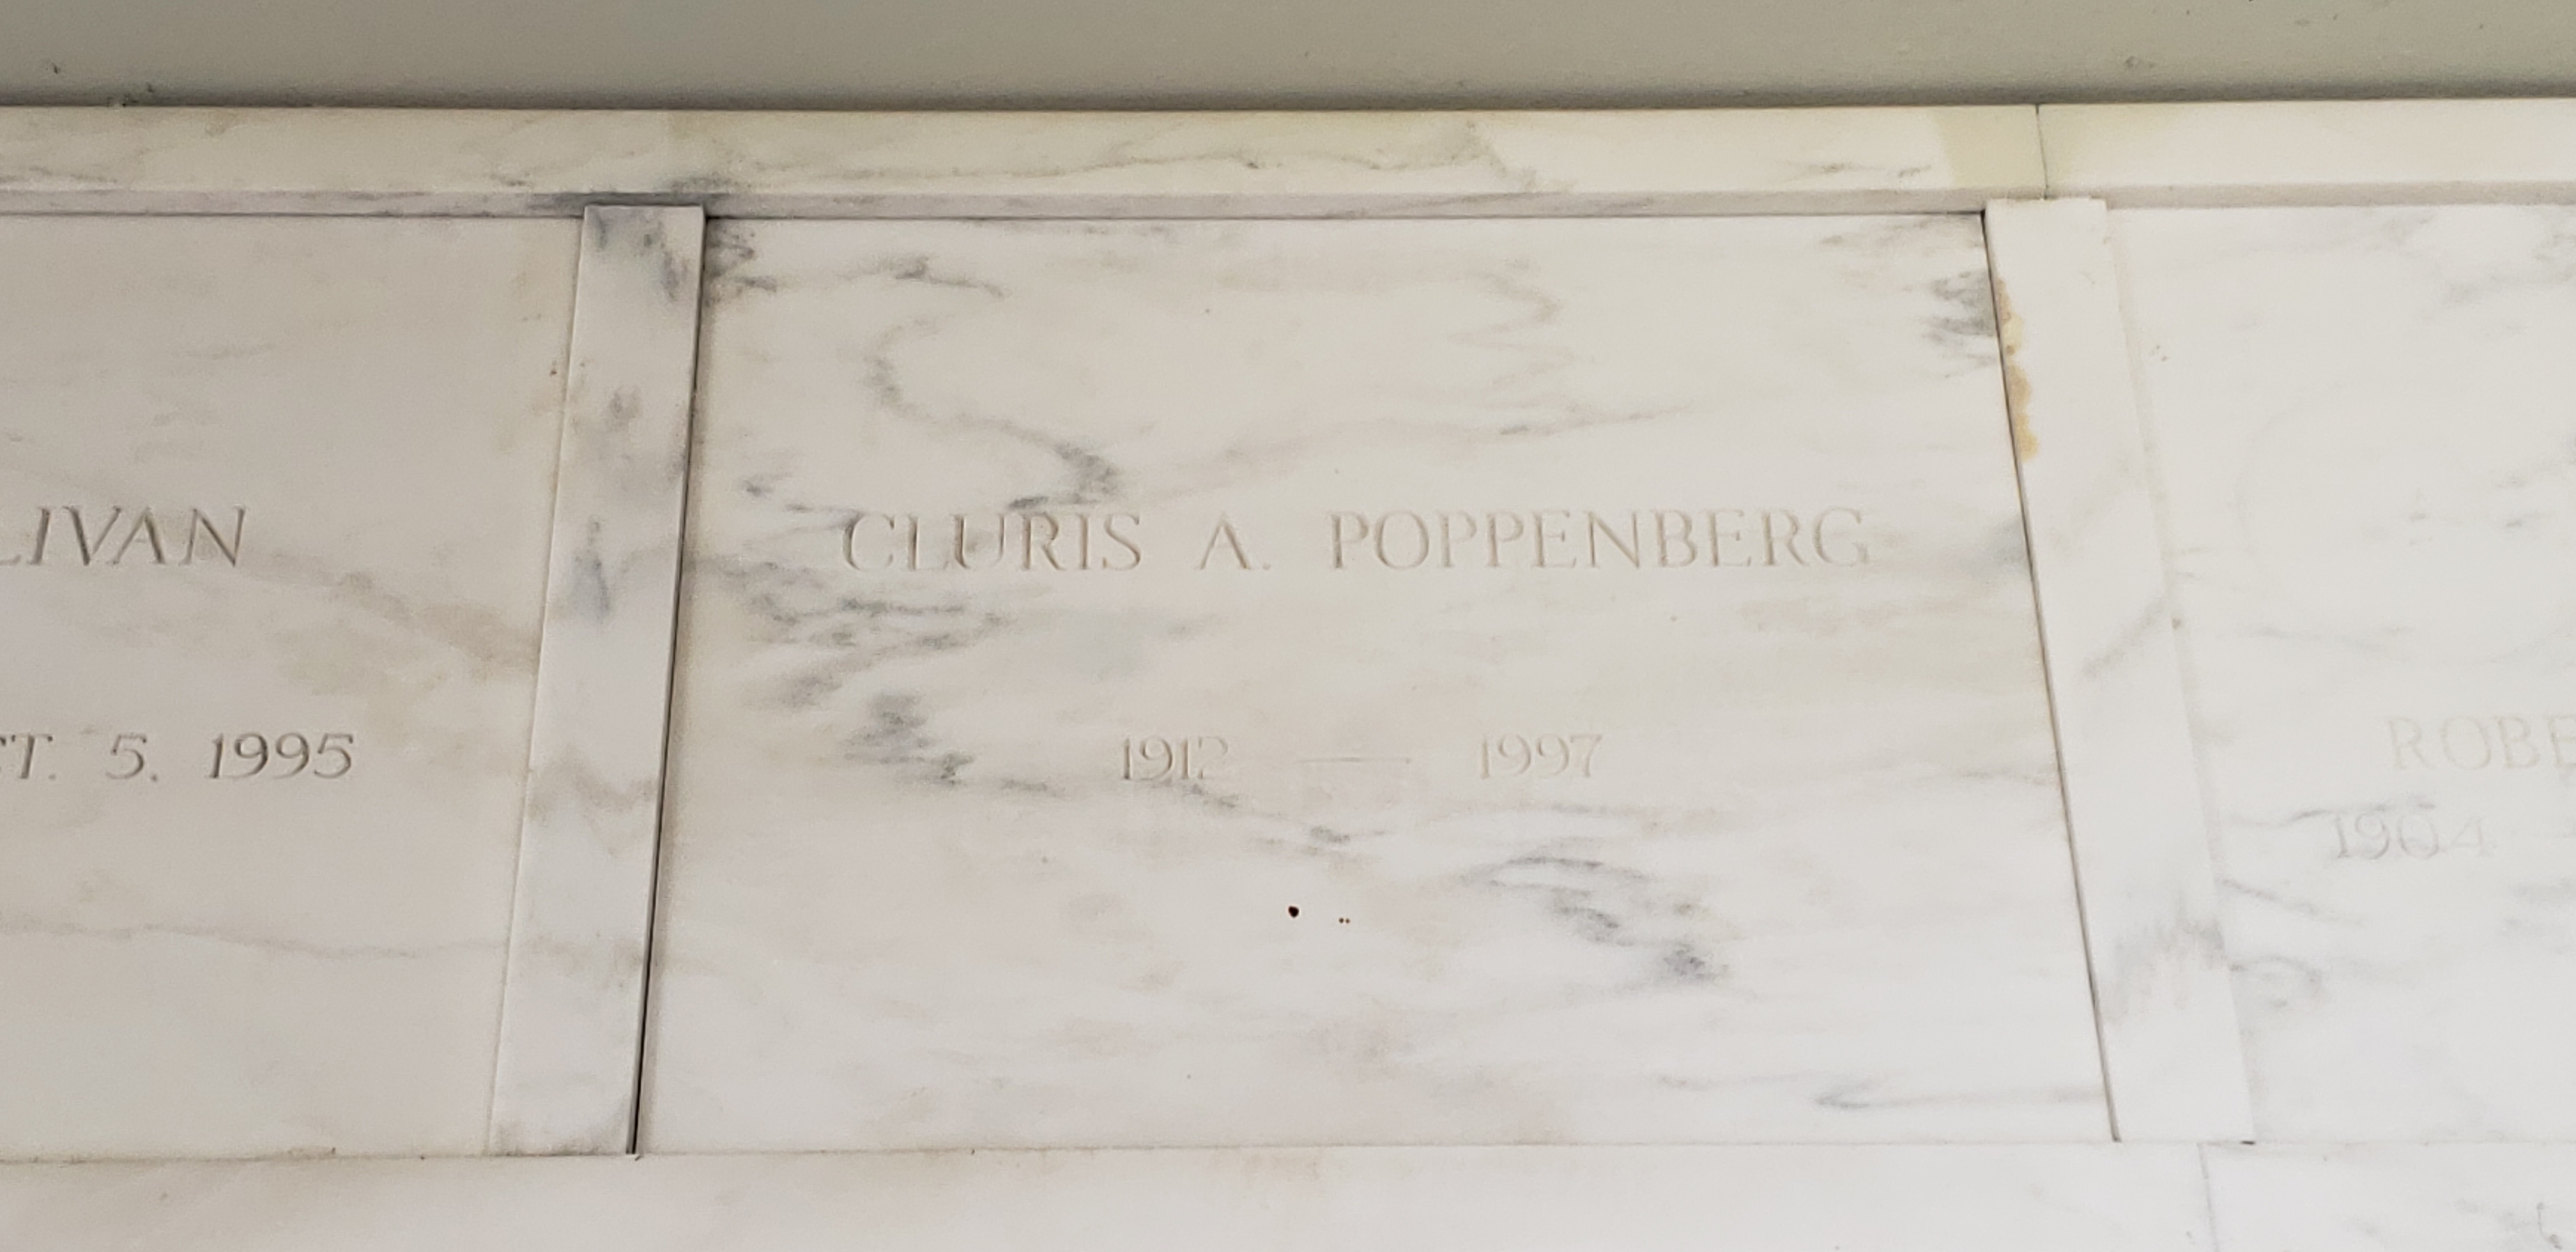 LIVAN
T. 5. 1995
CLURIS A. POPPENBERG
1912 — 1997
ROBE
1904